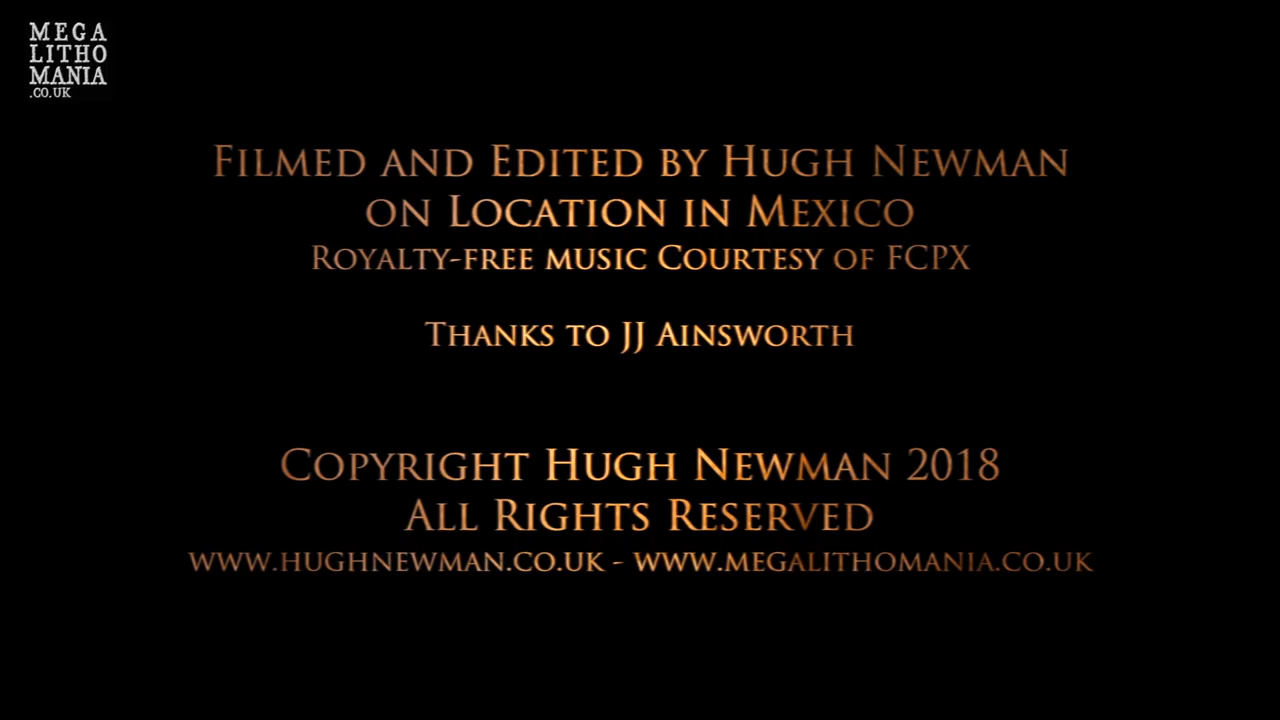 MEGA
LITHO
MANIA
.CO.UK
FILMED AND EDITED BY HUGH NEWMAN
ON LOCATION IN MEXICO
ROYALTY-FREE MUSIC COURTESY OF FCPX
THANKS TO JJ AINSWORTH
COPYRIGHT HUGH NEWMAN 2018
ALL RIGHTS RESERVED
WWW.HUGHNEWMAN.CO.UK - WWW.MEGALITHOMANIA.CO.UK